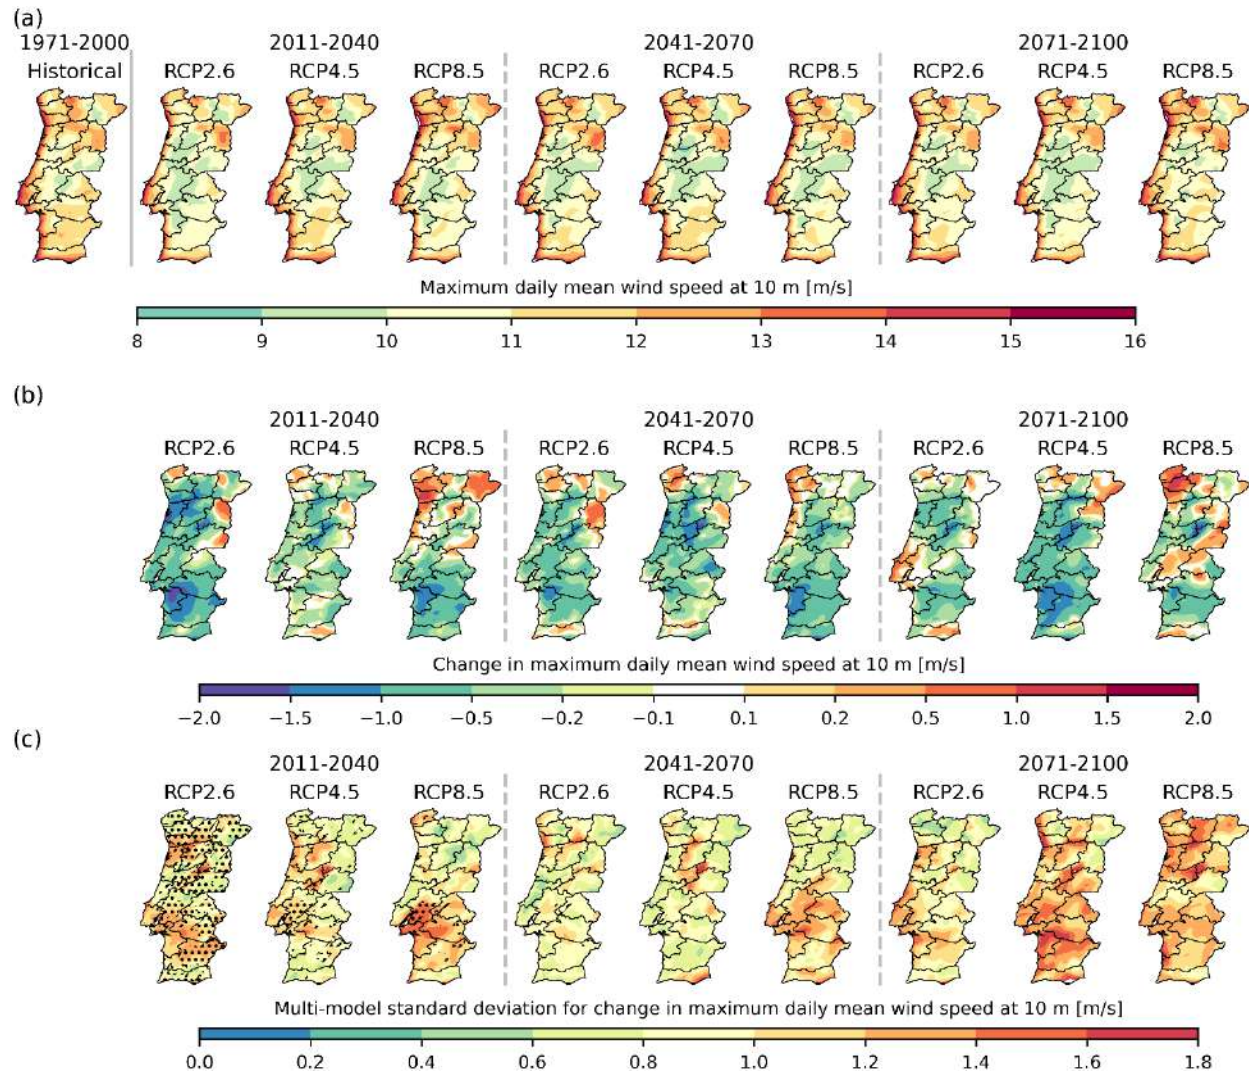 (a)
1971-2000 2011-2040 2041-2070 2071-2100
Historical RCP2.6 RCP4.5 RCP8.5 RCP2.6 RCP4.5 RCP8.5 RCP2.6 RCP4.5 RCP8.5
Maximum daily mean wind speed at 10 m [m/s]
8 9 10 11 12 13 14 15 16
(b)
2011-2040 2041-2070 2071-2100
RCP2.6 RCP4.5 RCP8.5 RCP2.6 RCP4.5 RCP8.5 RCP2.6 RCP4.5 RCP8.5
Change in maximum daily mean wind speed at 10 m [m/s]
−2.0 −1.5 −1.0 −0.5 −0.2 −0.1 0.1 0.2 0.5 1.0 1.5 2.0
(c)
2011-2040 2041-2070 2071-2100
RCP2.6 RCP4.5 RCP8.5 RCP2.6 RCP4.5 RCP8.5 RCP2.6 RCP4.5 RCP8.5
Multi-model standard deviation for change in maximum daily mean wind speed at 10 m [m/s]
0.0 0.2 0.4 0.6 0.8 1.0 1.2 1.4 1.6 1.8